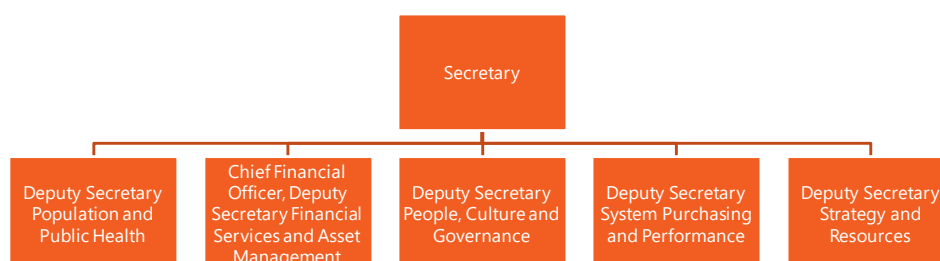 Secretary
Deputy Secretary
Population and
Public Health
Chief Financial
Officer, Deputy
Secretary Financial
Services and Asset
Management
Deputy Secretary
People, Culture and
Governance
Deputy Secretary
System Purchasing
and Performance
Deputy Secretary
Strategy and
Resources